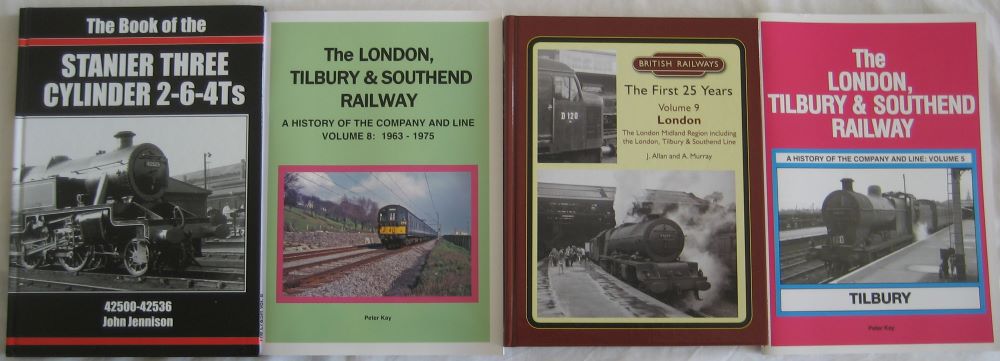 The Book of the
STANIER THREE
CYLINDER 2-6-4Ts
42500-42536
John Jennison
The LONDON,
TILBURY & SOUTHEND
RAILWAY
A HISTORY OF THE COMPANY AND LINE
VOLUME 8: 1963 - 1975
Peter Kay
BRITISH RAILWAYS
The First 25 Years
Volume 9
London
The London Midland Region including
the London, Tilbury & Southend Line
J. Allan and A. Murray
D 120
The
LONDON,
TILBURY & SOUTHEND
RAILWAY
A HISTORY OF THE COMPANY AND LINE: VOLUME 5
TILBURY
Peter Kay